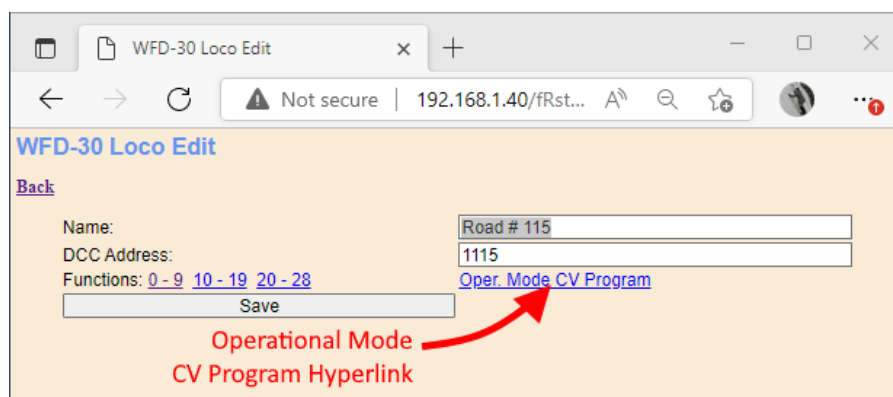 WFD-30 Loco Edit
Not secure | 192.168.1.40/fRst...
WFD-30 Loco Edit
Back
Name: Road # 115
DCC Address: 1115
Functions: 0 - 9 10 - 19 20 - 28 Oper. Mode CV Program
Save
Operational Mode
CV Program Hyperlink